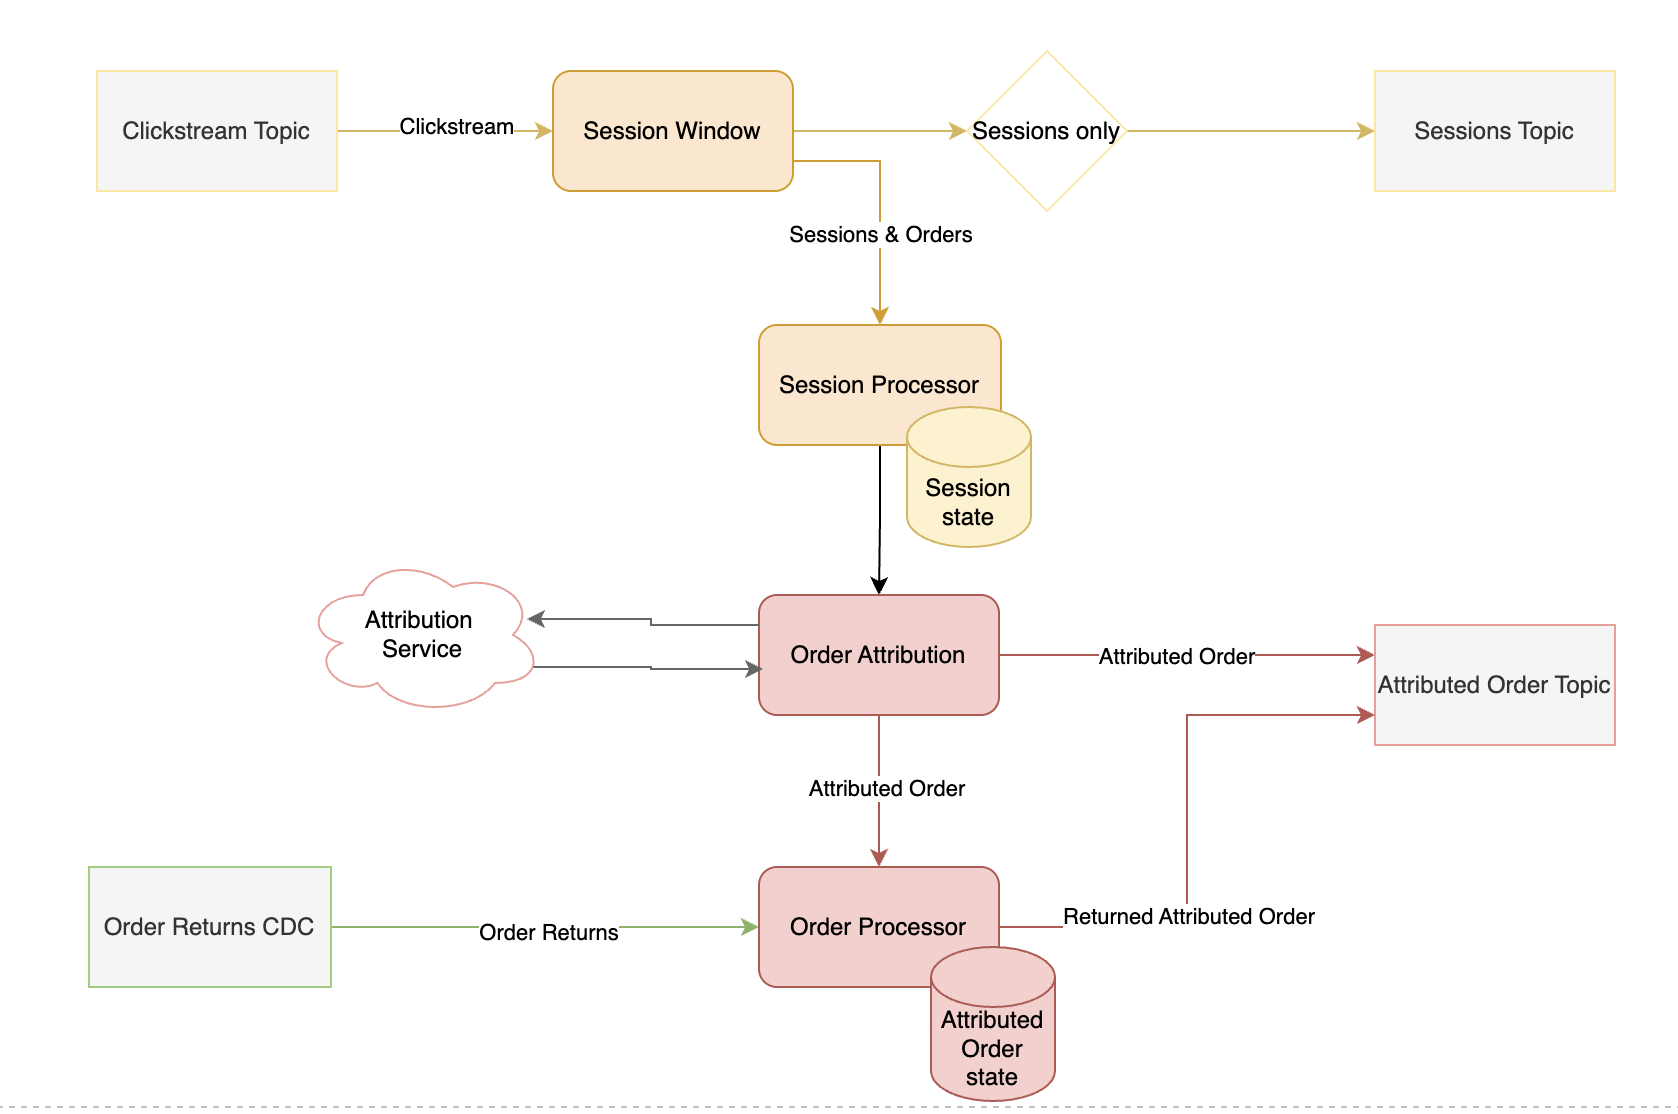 Clickstream Topic
Clickstream
Session Window
Sessions only
Sessions Topic
Sessions & Orders
Session Processor
Session
state
Attribution
Service
Order Attribution
Attributed Order
Attributed Order Topic
Attributed Order
Order Returns CDC
Order Returns
Order Processor
Returned Attributed Order
Attributed
Order
state